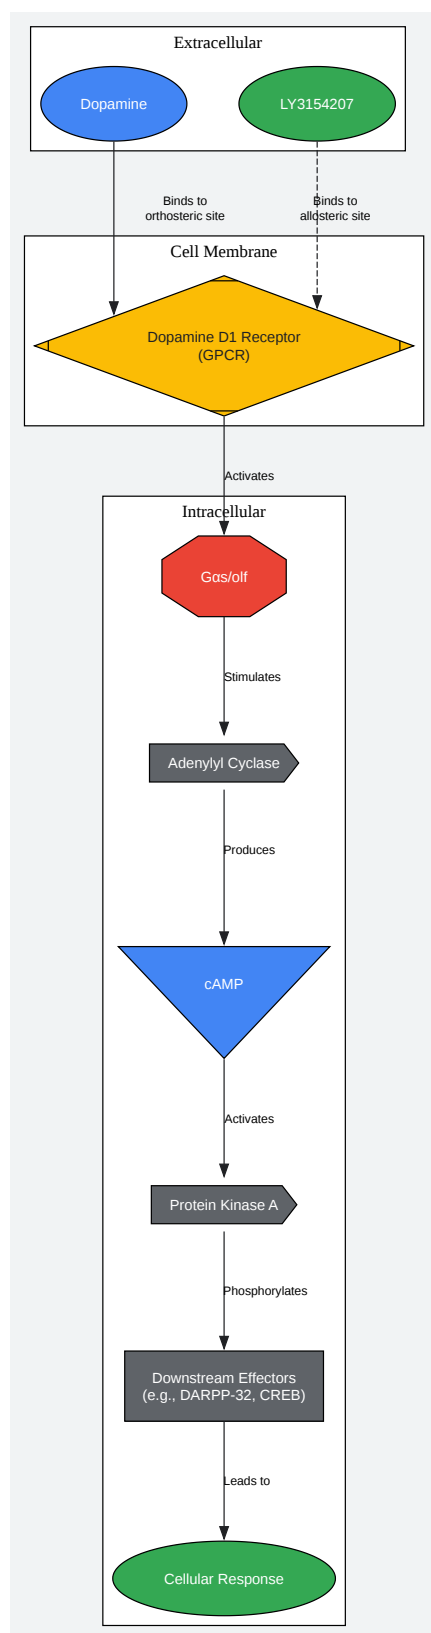 Extracellular
Dopamine
LY3154207
Binds to
orthosteric site
Binds to
allosteric site
Cell Membrane
Dopamine D1 Receptor
(GPCR)
Activates
Intracellular
Gαs/olf
Stimulates
Adenylyl Cyclase
Produces
cAMP
Activates
Protein Kinase A
Phosphorylates
Downstream Effectors
(e.g., DARPP-32, CREB)
Leads to
Cellular Response